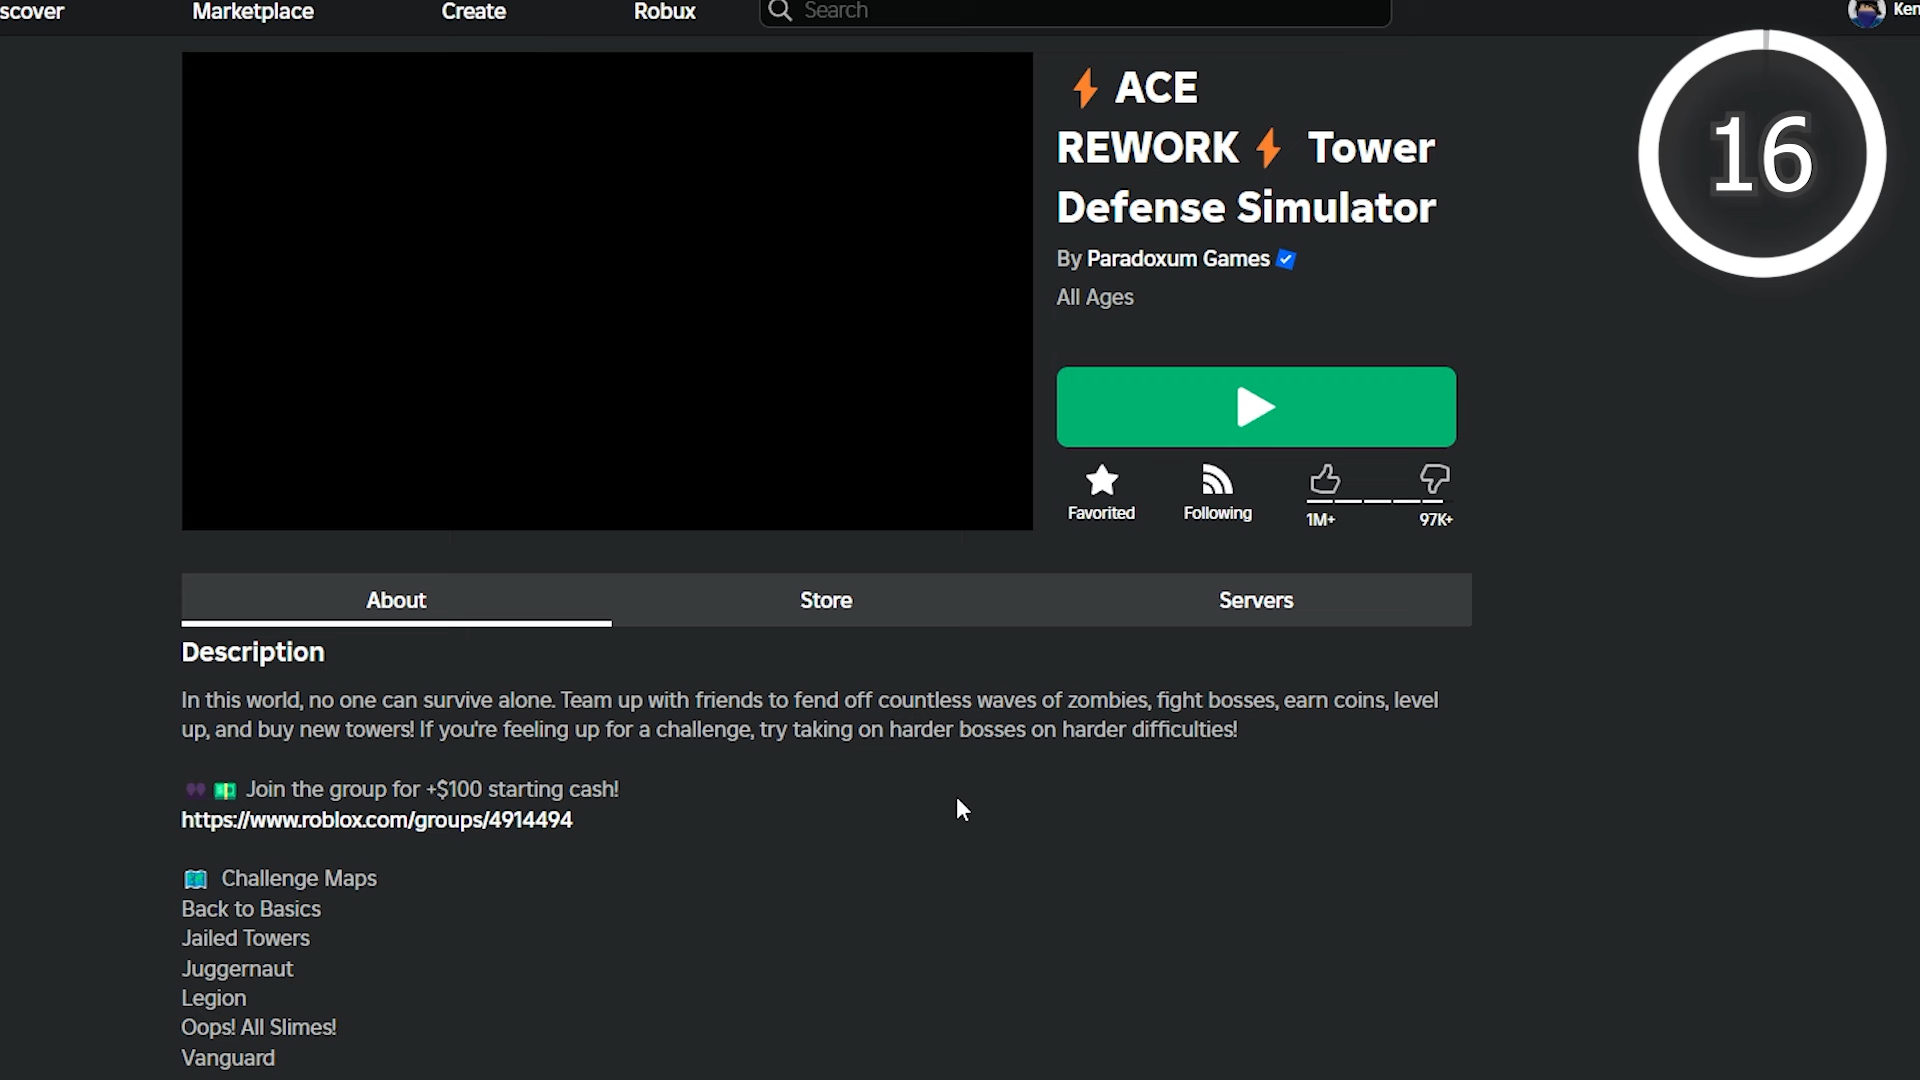 scover
Marketplace
Create
Robux
Search
Ken
16
ACE
REWORK Tower
Defense Simulator
By Paradoxum Games
All Ages
Favorited
Following
1M+
97K+
About
Store
Servers
Description
In this world, no one can survive alone. Team up with friends to fend off countless waves of zombies, fight bosses, earn coins, level
up, and buy new towers! If you're feeling up for a challenge, try taking on harder bosses on harder difficulties!
Join the group for +$100 starting cash!
https://www.roblox.com/groups/4914494
Challenge Maps
Back to Basics
Jailed Towers
Juggernaut
Legion
Oops! All Slimes!
Vanguard